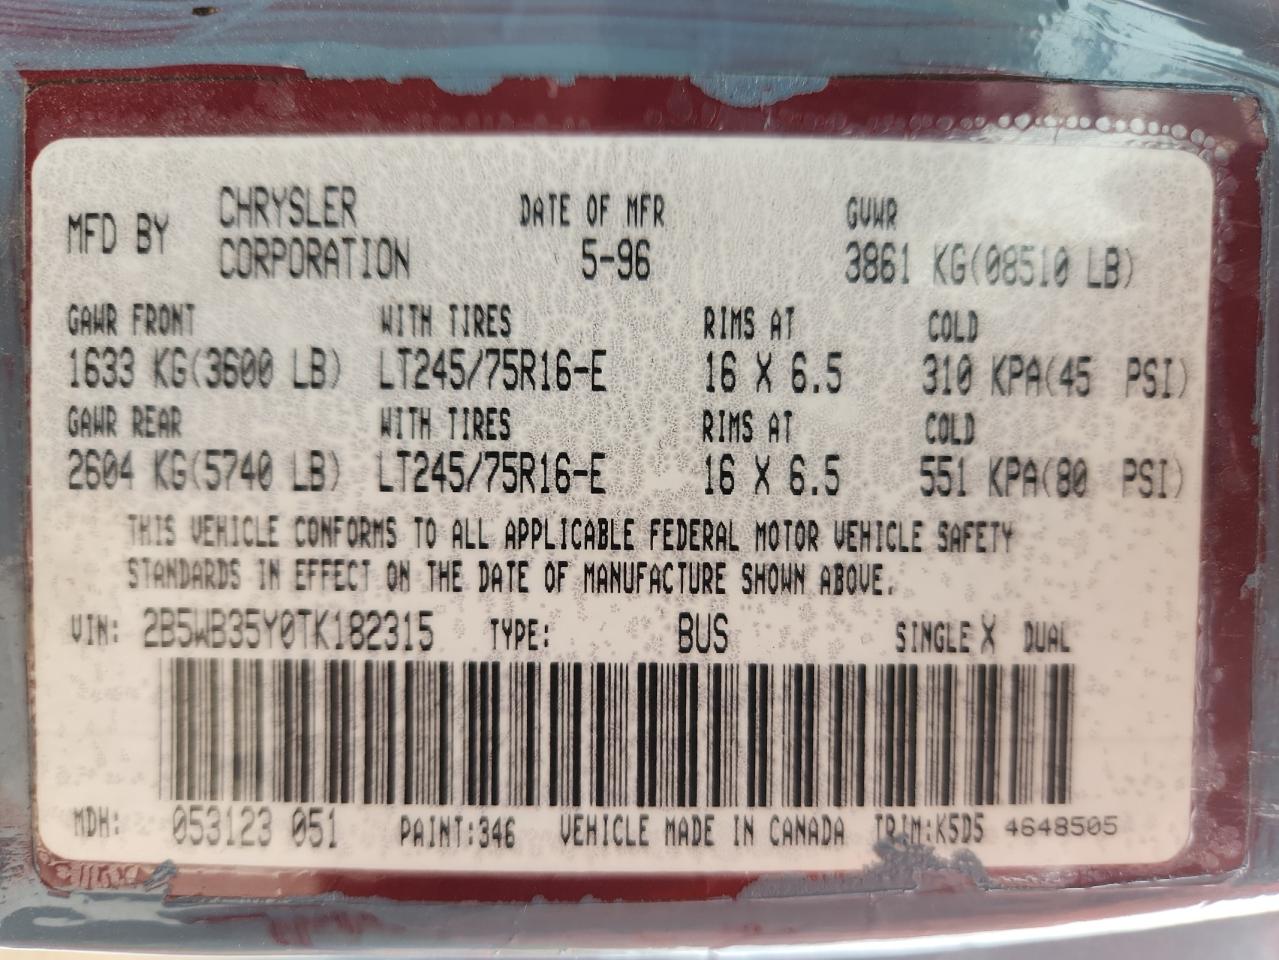 MFD BY CHRYSLER CORPORATION DATE OF MFR 5-96 GVWR 3861 KG(08510 LB)
GAWR FRONT WITH TIRES RIMS AT COLD
1633 KG(3600 LB) LT245/75R16-E 16 X 6.5 310 KPA(45 PSI)
GAWR REAR WITH TIRES RIMS AT COLD
2604 KG(5740 LB) LT245/75R16-E 16 X 6.5 551 KPA(80 PSI)
THIS VEHICLE CONFORMS TO ALL APPLICABLE FEDERAL MOTOR VEHICLE SAFETY
STANDARDS IN EFFECT ON THE DATE OF MANUFACTURE SHOWN ABOVE.
VIN: 2B5WB35Y0TK182315 TYPE: BUS SINGLE X DUAL
MDH: 053123 051 PAINT:346 VEHICLE MADE IN CANADA TRIM:K5D5 4648505